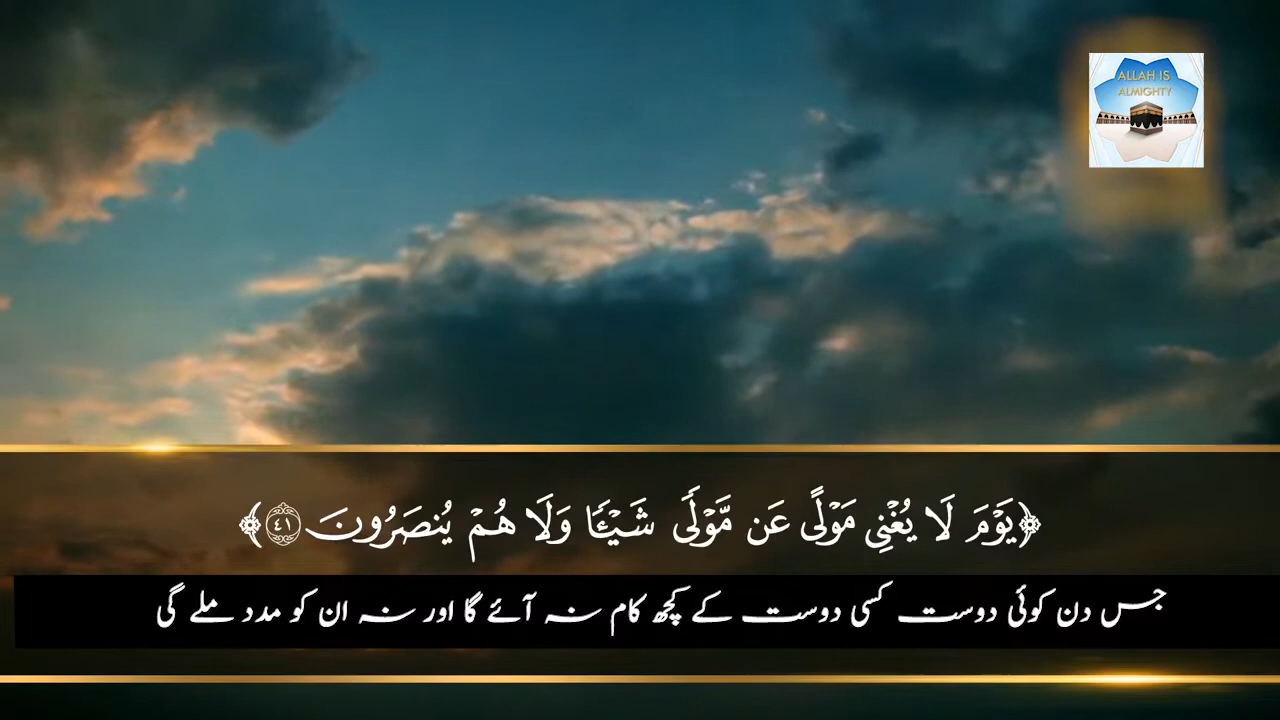 ALLAH IS
ALMIGHTY
﴿يَوْمَ لَا يُغْنِي مَوْلًى عَن مَّوْلًى شَيْـًٔا وَلَا هُمْ يُنصَرُونَ ٤١﴾
جس دن کوئی دوست کسی دوست کے کچھ کام نہ آئے گا اور نہ ان کو مدد ملے گی